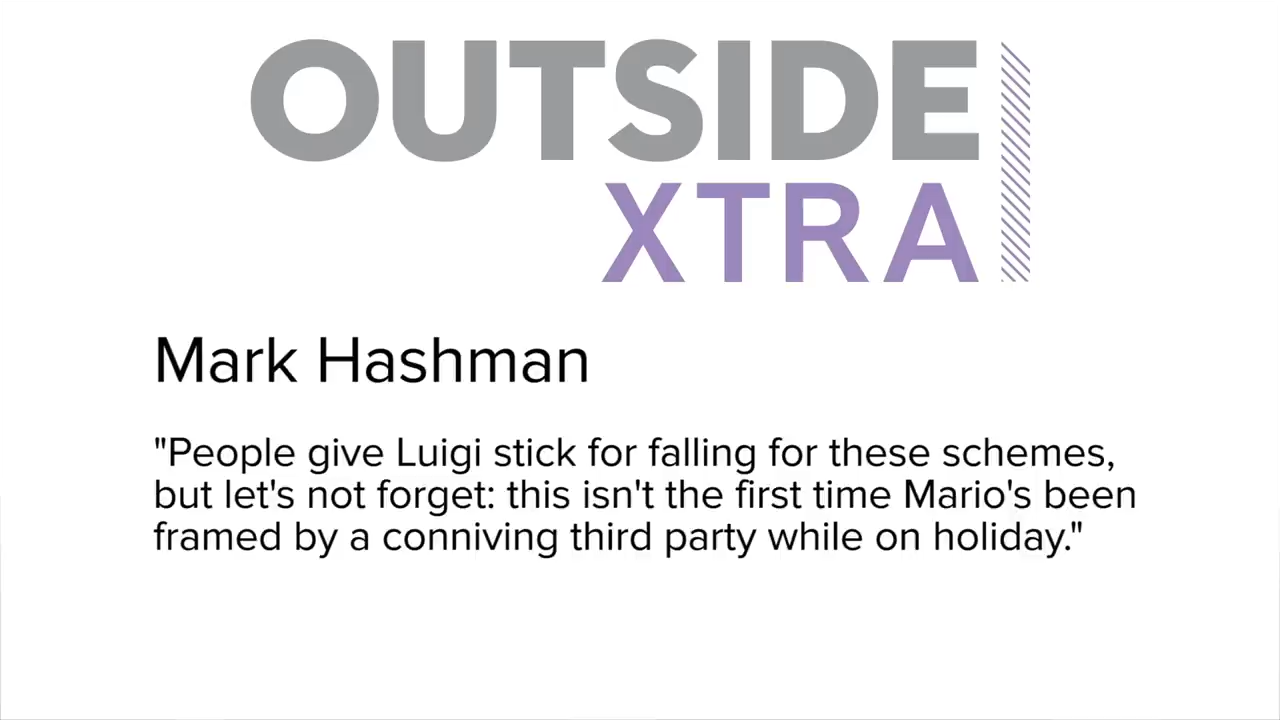 OUTSIDE
XTRA
Mark Hashman
"People give Luigi stick for falling for these schemes,
but let's not forget: this isn't the first time Mario's been
framed by a conniving third party while on holiday."